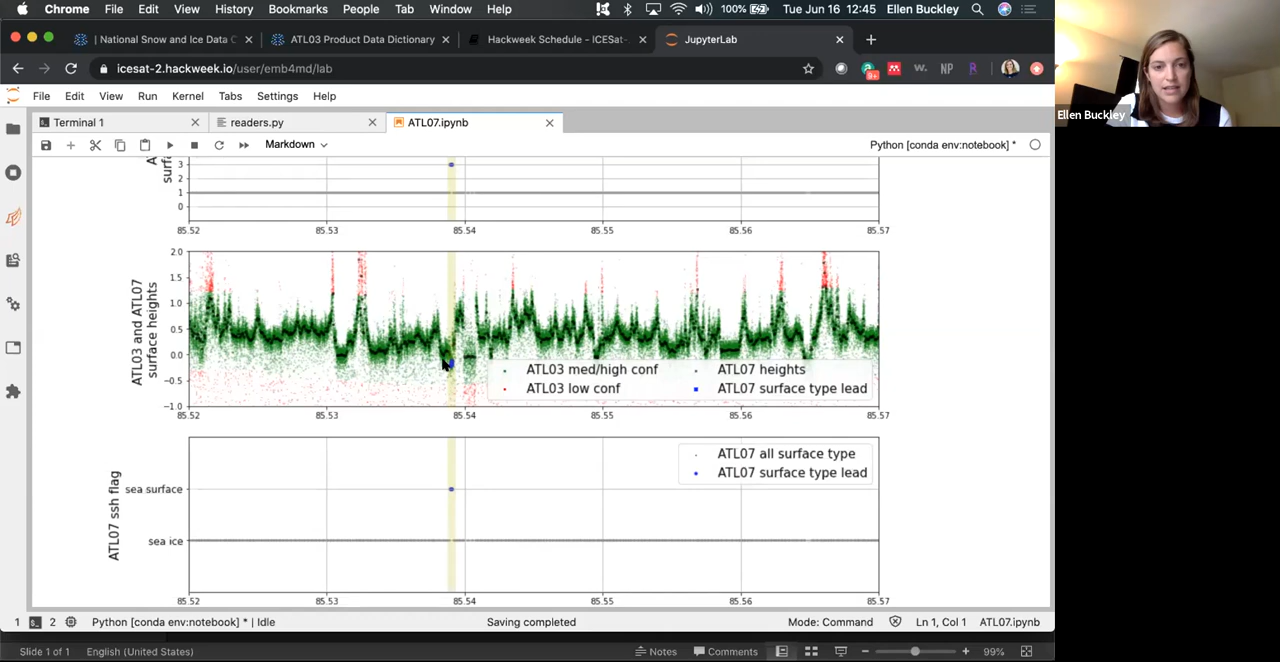 Chrome File Edit View History Bookmarks People Tab Window Help 100% Tue Jun 16 12:45 Ellen Buckley
| National Snow and Ice Data C ATL03 Product Data Dictionary Hackweek Schedule - ICESat- JupyterLab
icesat-2.hackweek.io/user/emb4md/lab
File Edit View Run Kernel Tabs Settings Help
Terminal 1 readers.py ATL07.ipynb
Markdown Python [conda env:notebook] *
3
2
1
0
85.52 85.53 85.54 85.55 85.56 85.57
ATL03 and ATL07
surface heights
2.0
1.5
1.0
0.5
0.0
−0.5
−1.0
ATL03 med/high conf ATL07 heights
ATL03 low conf ATL07 surface type lead
85.52 85.53 85.54 85.55 85.56 85.57
ATL07 ssh flag
ATL07 all surface type
ATL07 surface type lead
sea surface
sea ice
85.52 85.53 85.54 85.55 85.56 85.57
1 2 Python [conda env:notebook] * | Idle Saving completed Mode: Command Ln 1, Col 1 ATL07.ipynb
Slide 1 of 1 English (United States) Notes Comments 99%
Ellen Buckley